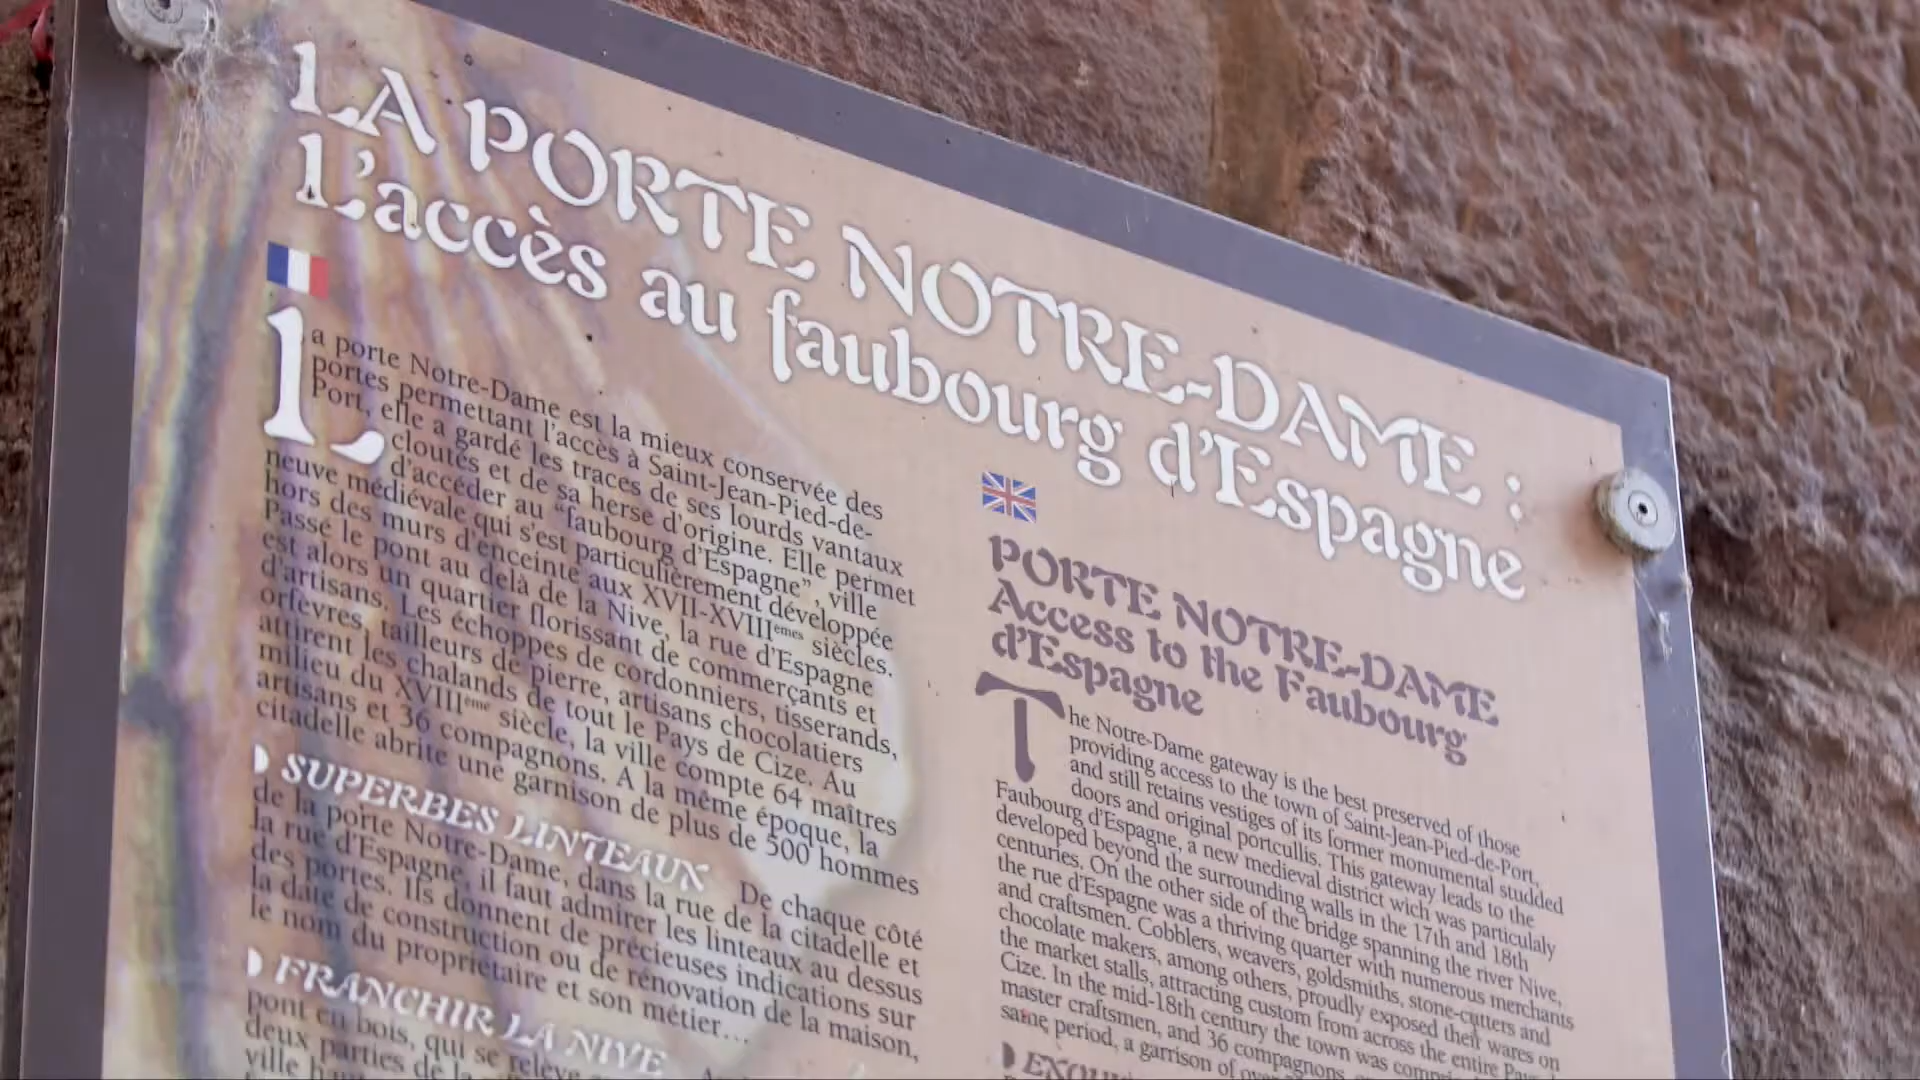 LA PORTE NOTRE-DAME :
L'accès au faubourg d'Espagne
La porte Notre-Dame est la mieux conservée des
portes permettant l'accès à Saint-Jean-Pied-de-
Port, elle a gardé les traces de ses lourds vantaux
cloutés et de sa herse d'origine. Elle permet
d'accéder au "faubourg d'Espagne", ville
neuve médiévale qui s'est particulièrement développée
hors des murs d'enceinte aux XVII-XVIIIèmes siècles.
Passé le pont au delà de la Nive, la rue d'Espagne
est alors un quartier florissant de commerçants et
d'artisans. Les échoppes de cordonniers, tisserands,
orfèvres, tailleurs de pierre, artisans chocolatiers
attirent les chalands de tout le Pays de Cize. Au
milieu du XVIIIème siècle, la ville compte 64 maîtres
artisans et 36 compagnons. A la même époque, la
citadelle abrite une garnison de plus de 500 hommes
SUPERBES LINTEAUX De chaque côté
de la porte Notre-Dame, dans la rue de la citadelle et
la rue d'Espagne, il faut admirer les linteaux au dessus
des portes. Ils donnent de précieuses indications sur
la date de construction ou de rénovation de la maison,
le nom du propriétaire et son métier...
FRANCHIR LA NIVE
pont en bois, qui se relève
deux parties de la
ville
PORTE NOTRE-DAME
Access to the Faubourg
d'Espagne
The Notre-Dame gateway is the best preserved of those
providing access to the town of Saint-Jean-Pied-de-Port,
and still retains vestiges of its former monumental studded
doors and original portcullis. This gateway leads to the
Faubourg d'Espagne, a new medieval district wich was particulaly
developed beyond the surrounding walls in the 17th and 18th
centuries. On the other side of the bridge spanning the river Nive,
the rue d'Espagne was a thriving quarter with numerous merchants
and craftsmen. Cobblers, weavers, goldsmiths, stone-cutters and
chocolate makers, among others, proudly exposed their wares on
the market stalls, attracting custom from across the entire Pays
Cize. In the mid-18th century the town was
master craftsmen, and 36 compagnons,
same period, a garrison of over